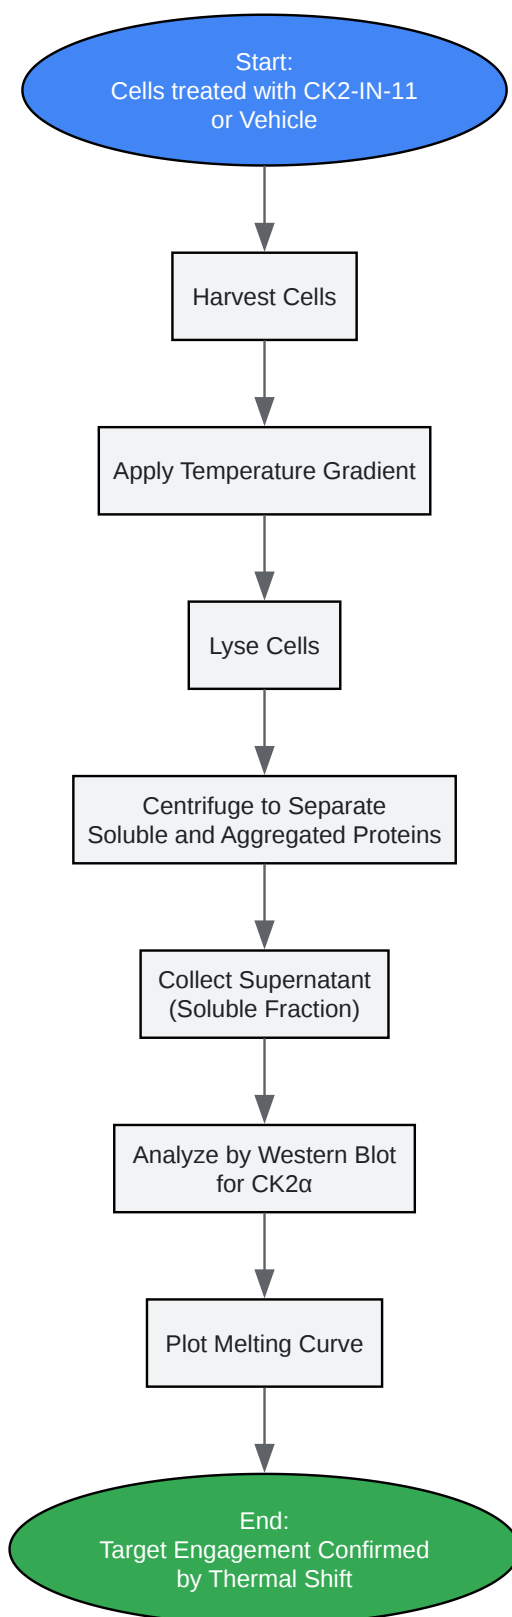 Start:
Cells treated with CK2-IN-11
or Vehicle
Harvest Cells
Apply Temperature Gradient
Lyse Cells
Centrifuge to Separate
Soluble and Aggregated Proteins
Collect Supernatant
(Soluble Fraction)
Analyze by Western Blot
for CK2α
Plot Melting Curve
End:
Target Engagement Confirmed
by Thermal Shift